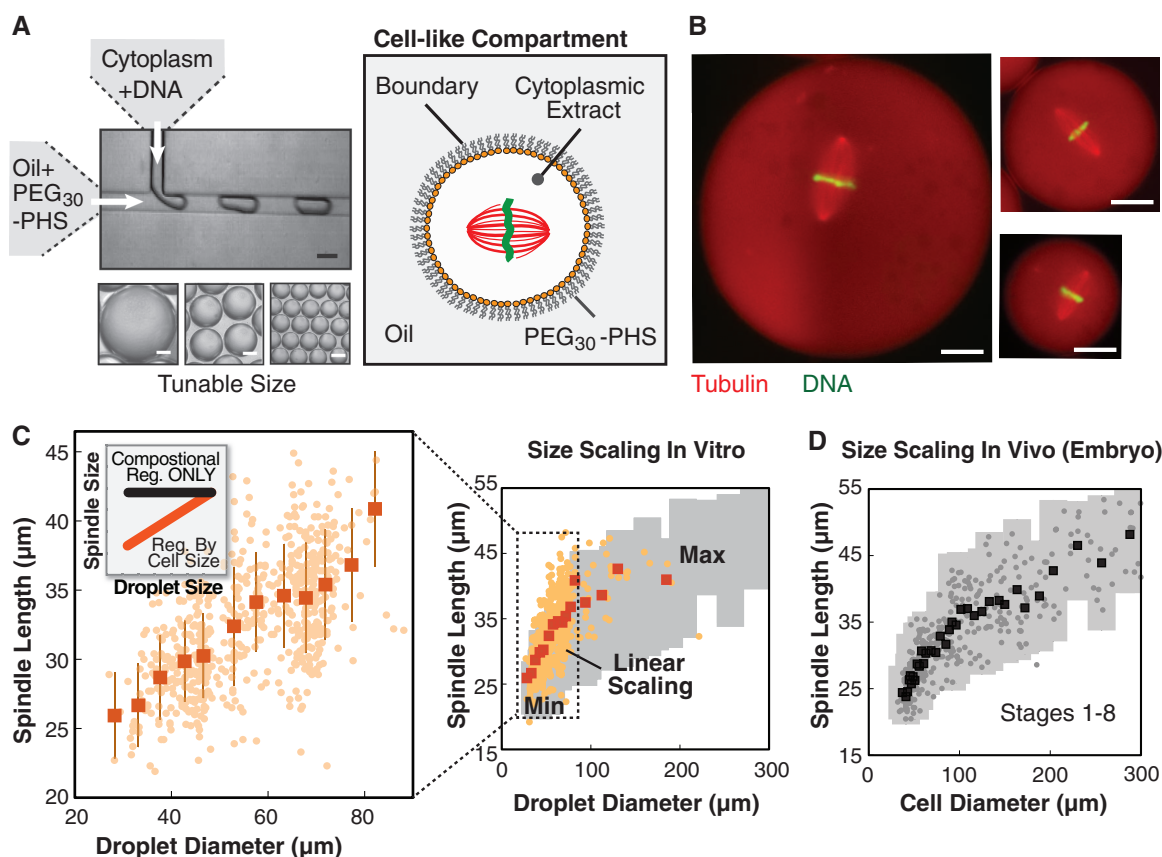 A
Cytoplasm
+DNA
Oil+
PEG30
-PHS
Tunable Size
Cell-like Compartment
Boundary
Cytoplasmic
Extract
Oil
PEG30-PHS
B
Tubulin
DNA
C
45
40
35
30
25
20
Spindle Length (µm)
20
40
60
80
Droplet Diameter (µm)
Spindle Size
Compostional
Reg. ONLY
Reg. By
Cell Size
Droplet Size
Size Scaling In Vitro
55
45
35
25
15
Spindle Length (µm)
Max
Linear
Scaling
Min
0
100
200
300
Droplet Diameter (µm)
D
Size Scaling In Vivo (Embryo)
55
45
35
25
15
Spindle Length (µm)
Stages 1-8
0
100
200
300
Cell Diameter (µm)